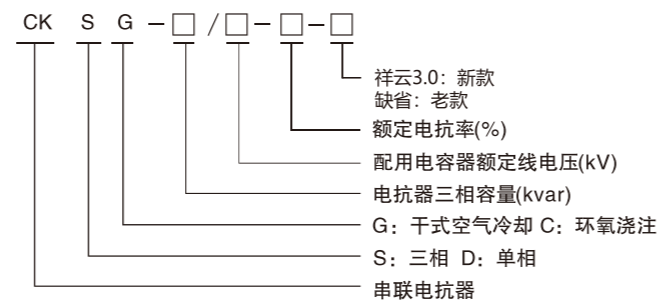 CK S G - □ / □ - □ - □
祥云3.0：新款
缺省：老款
额定电抗率(%)
配用电容器额定线电压(kV)
电抗器三相容量(kvar)
G：干式空气冷却 C：环氧浇注
S：三相 D：单相
串联电抗器